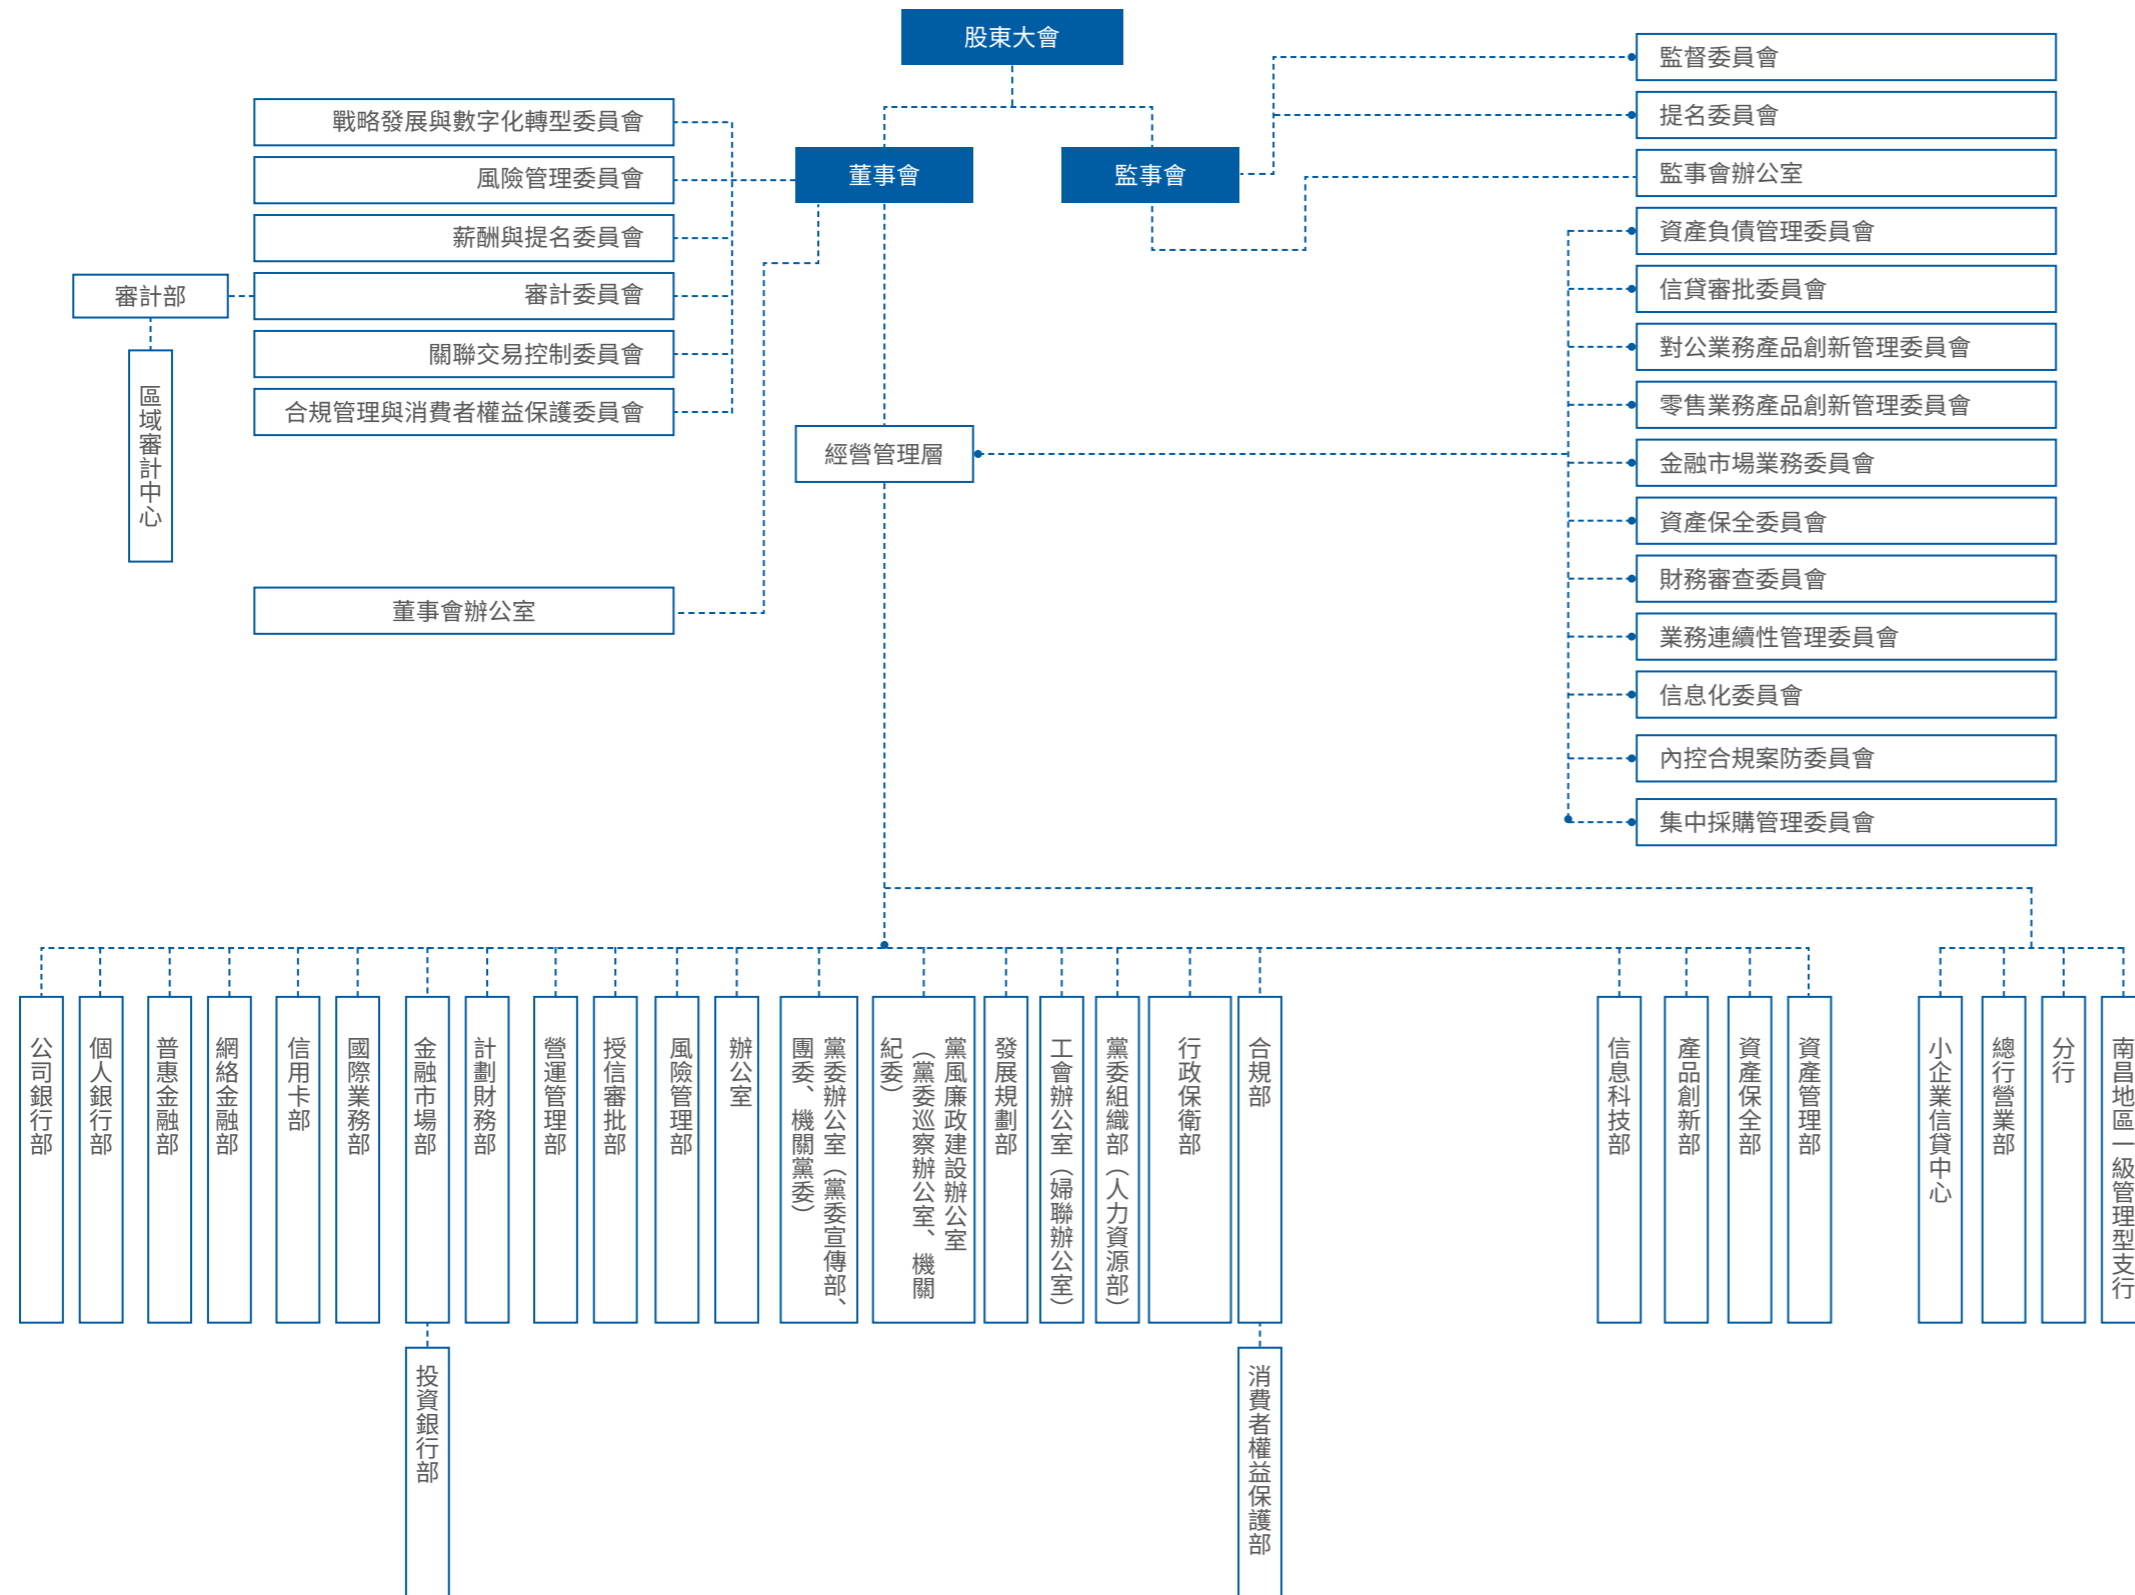 股東大會
董事會
監事會
戰略發展與數字化轉型委員會
風險管理委員會
薪酬與提名委員會
審計委員會
關聯交易控制委員會
合規管理與消費者權益保護委員會
審計部
區域審計中心
董事會辦公室
經營管理層
監督委員會
提名委員會
監事會辦公室
資產負債管理委員會
信貸審批委員會
對公業務產品創新管理委員會
零售業務產品創新管理委員會
金融市場業務委員會
資產保全委員會
財務審查委員會
業務連續性管理委員會
信息化委員會
內控合規案防委員會
集中採購管理委員會
公司銀行部
個人銀行部
普惠金融部
網絡金融部
信用卡部
國際業務部
金融市場部
計劃財務部
營運管理部
授信審批部
風險管理部
辦公室
黨委辦公室（黨委宣傳部、
團委、機關黨委）
黨風廉政建設辦公室
（黨委巡察辦公室、機關
紀委）
發展規劃部
工會辦公室（婦聯辦公室）
黨委組織部（人力資源部）
行政保衛部
合規部
信息科技部
產品創新部
資產保全部
資產管理部
小企業信貸中心
總行營業部
分行
南昌地區一級管理型支行
投資銀行部
消費者權益保護部